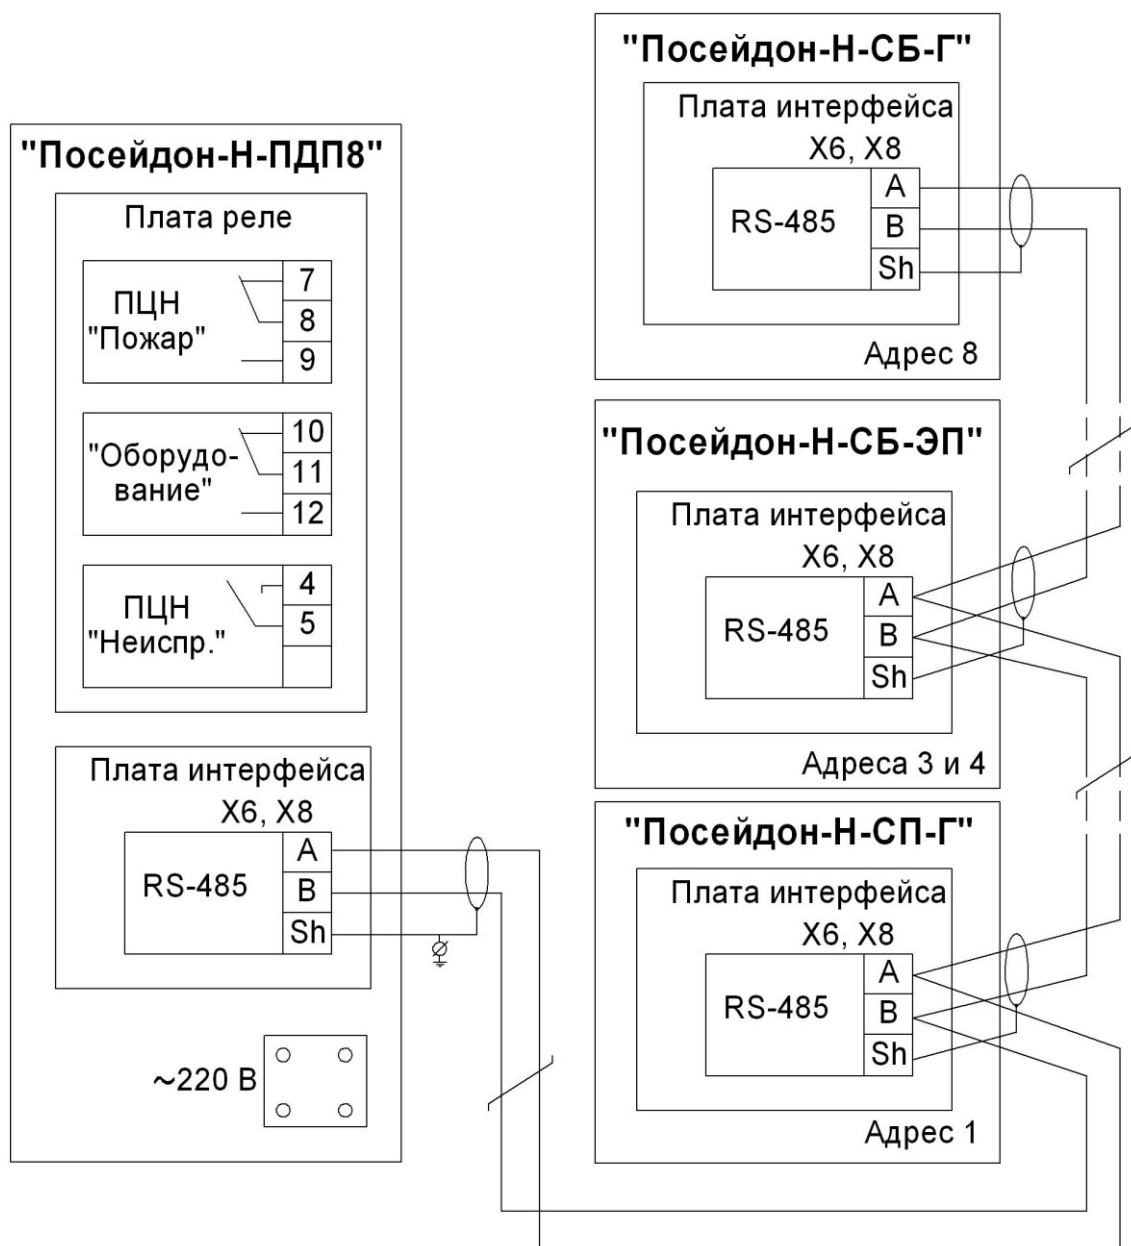 "Посейдон-Н-ПДП8"
Плата реле
ПЦН
"Пожар"
7
8
9
"Оборудо-
вание"
10
11
12
ПЦН
"Неиспр."
4
5
Плата интерфейса
X6, X8
RS-485
A
B
Sh
~220 В
"Посейдон-Н-СБ-Г"
Плата интерфейса
X6, X8
RS-485
A
B
Sh
Адрес 8
"Посейдон-Н-СБ-ЭП"
Плата интерфейса
X6, X8
RS-485
A
B
Sh
Адреса 3 и 4
"Посейдон-Н-СП-Г"
Плата интерфейса
X6, X8
RS-485
A
B
Sh
Адрес 1